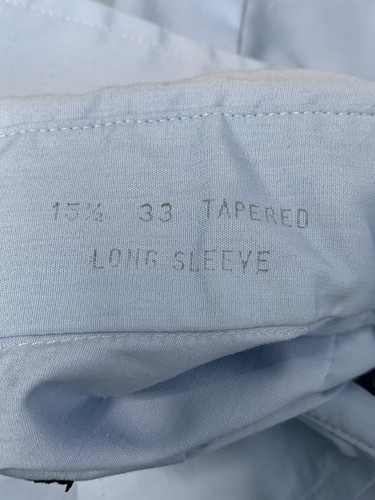 15½ 33 TAPERED
LONG SLEEVE